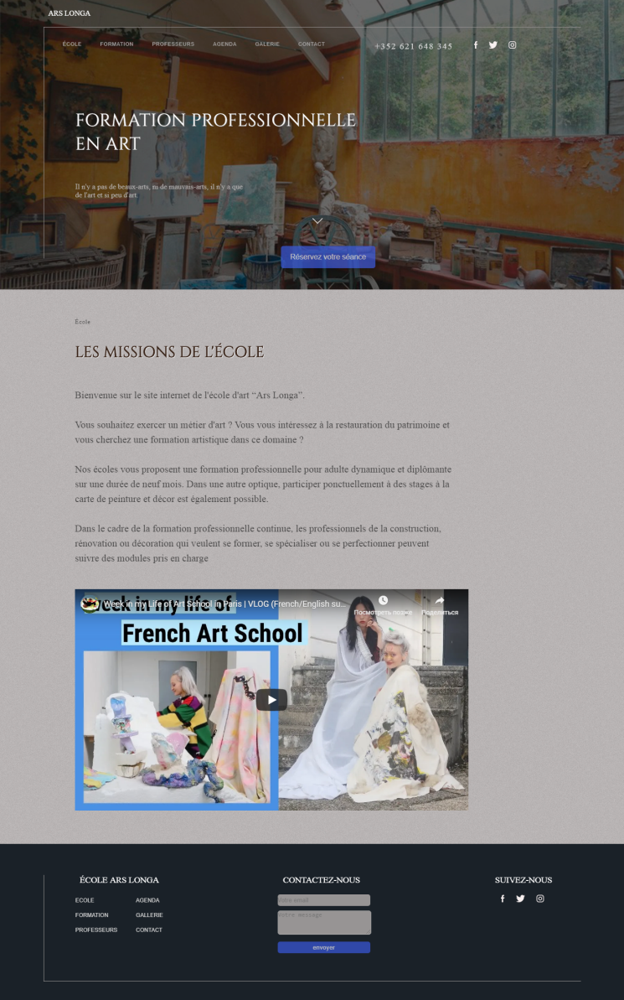 ARS LONGA
ÉCOLE FORMATION PROFESSEURS AGENDA GALERIE CONTACT +352 621 648 345
FORMATION PROFESSIONNELLE
EN ART
Il n'y a pas de beaux-arts, ni de mauvais-arts, il n'y a que
de l'art et si peu d'art.
Réservez votre séance
École
LES MISSIONS DE L'ÉCOLE
Bienvenue sur le site internet de l'école d'art “Ars Longa”.
Vous souhaitez exercer un métier d'art ? Vous vous intéressez à la restauration du patrimoine et
vous cherchez une formation artistique dans ce domaine ?
Nos écoles vous proposent une formation professionnelle pour adulte dynamique et diplômante
sur une durée de neuf mois. Dans une autre optique, participer ponctuellement à des stages à la
carte de peinture et décor est également possible.
Dans le cadre de la formation professionnelle continue, les professionnels de la construction,
rénovation ou décoration qui veulent se former, se spécialiser ou se perfectionner peuvent
suivre des modules pris en charge
Week in my Life of Art School in Paris | VLOG (French/English su...
Посмотреть позже Поделиться
week in my life of
French Art School
ÉCOLE ARS LONGA
ECOLE AGENDA
FORMATION GALLERIE
PROFESSEURS CONTACT
CONTACTEZ-NOUS
Votre email
Votre message
envoyer
SUIVEZ-NOUS